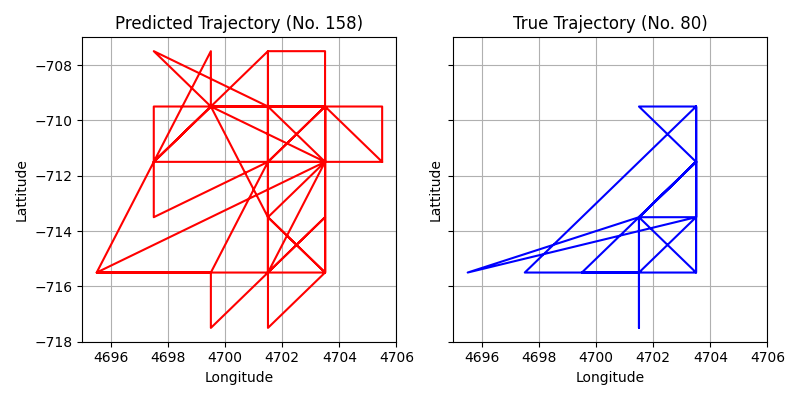 Predicted Trajectory (No. 158)
Lattitude
−708
−710
−712
−714
−716
−718
4696 4698 4700 4702 4704 4706
Longitude
True Trajectory (No. 80)
Lattitude
4696 4698 4700 4702 4704 4706
Longitude